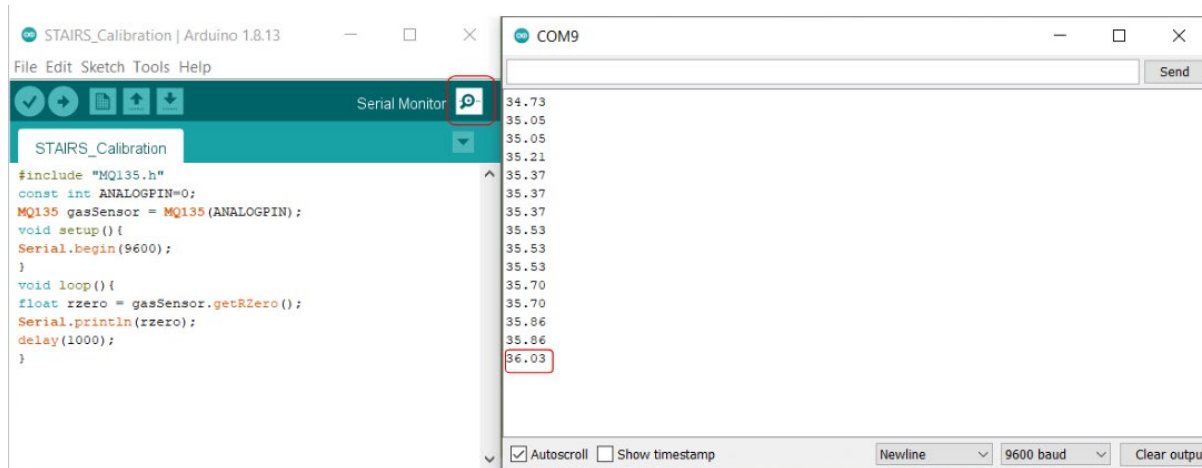 STAIRS_Calibration | Arduino 1.8.13
File Edit Sketch Tools Help
Serial Monitor
STAIRS_Calibration
#include "MQ135.h"
const int ANALOGPIN=0;
MQ135 gasSensor = MQ135(ANALOGPIN);
void setup(){
Serial.begin(9600);
}
void loop(){
float rzero = gasSensor.getRZero();
Serial.println(rzero);
delay(1000);
}
COM9
Send
34.73
35.05
35.05
35.21
35.37
35.37
35.37
35.53
35.53
35.53
35.70
35.70
35.86
35.86
36.03
Autoscroll Show timestamp Newline 9600 baud Clear outpu